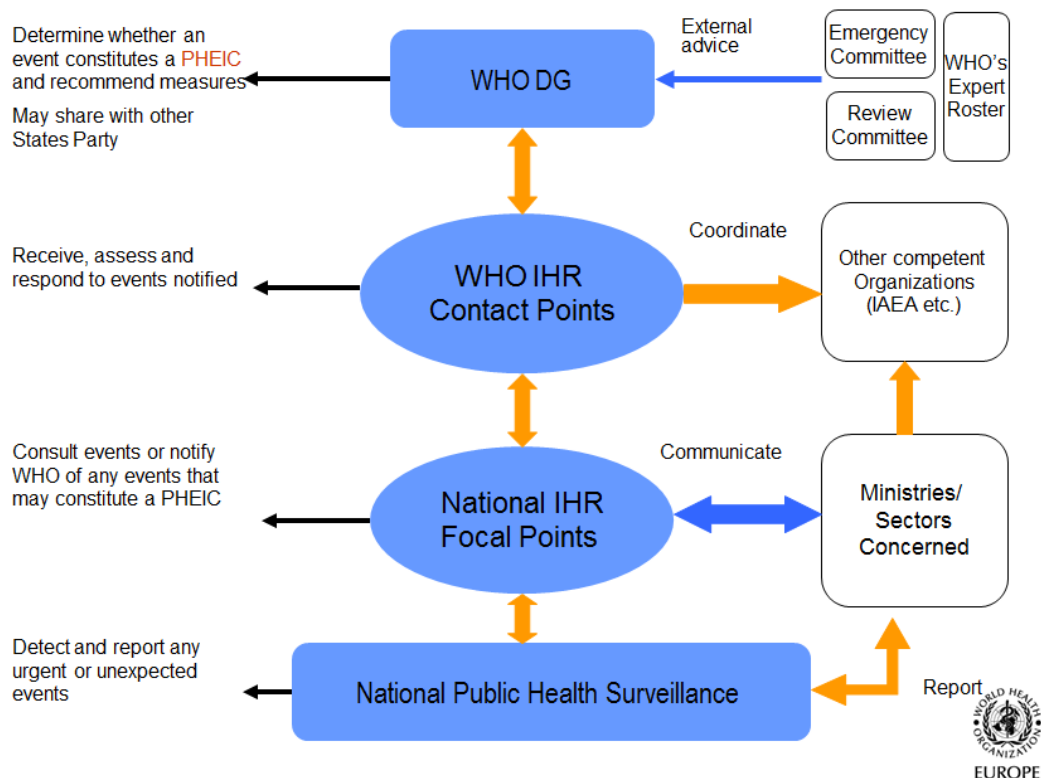 Determine whether an
event constitutes a PHEIC
and recommend measures
May share with other
States Party
WHO DG
External
advice
Emergency
Committee
Review
Committee
WHO's
Expert
Roster
Receive, assess and
respond to events notified
WHO IHR
Contact Points
Coordinate
Other competent
Organizations
(IAEA etc.)
Consult events or notify
WHO of any events that
may constitute a PHEIC
National IHR
Focal Points
Communicate
Ministries/
Sectors
Concerned
Detect and report any
urgent or unexpected
events
National Public Health Surveillance
Report
WORLD HEALTH
ORGANIZATION
EUROPE